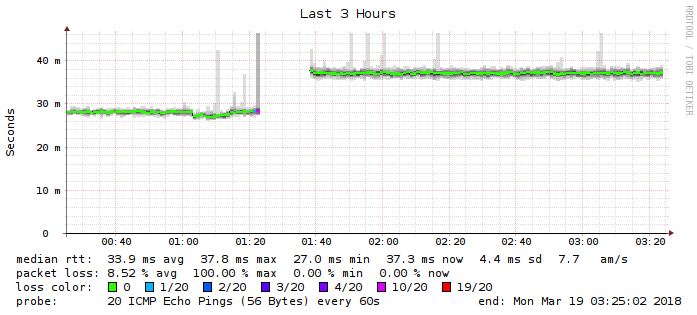 Last 3 Hours
RRDTOOL / TOBI OETIKER
Seconds
40 m
30 m
20 m
10 m
0
00:40 01:00 01:20 01:40 02:00 02:20 02:40 03:00 03:20
median rtt: 33.9 ms avg 37.8 ms max 27.0 ms min 37.3 ms now 4.4 ms sd 7.7 am/s
packet loss: 8.52 % avg 100.00 % max 0.00 % min 0.00 % now
loss color: 0 1/20 2/20 3/20 4/20 10/20 19/20
probe: 20 ICMP Echo Pings (56 Bytes) every 60s end: Mon Mar 19 03:25:02 2018